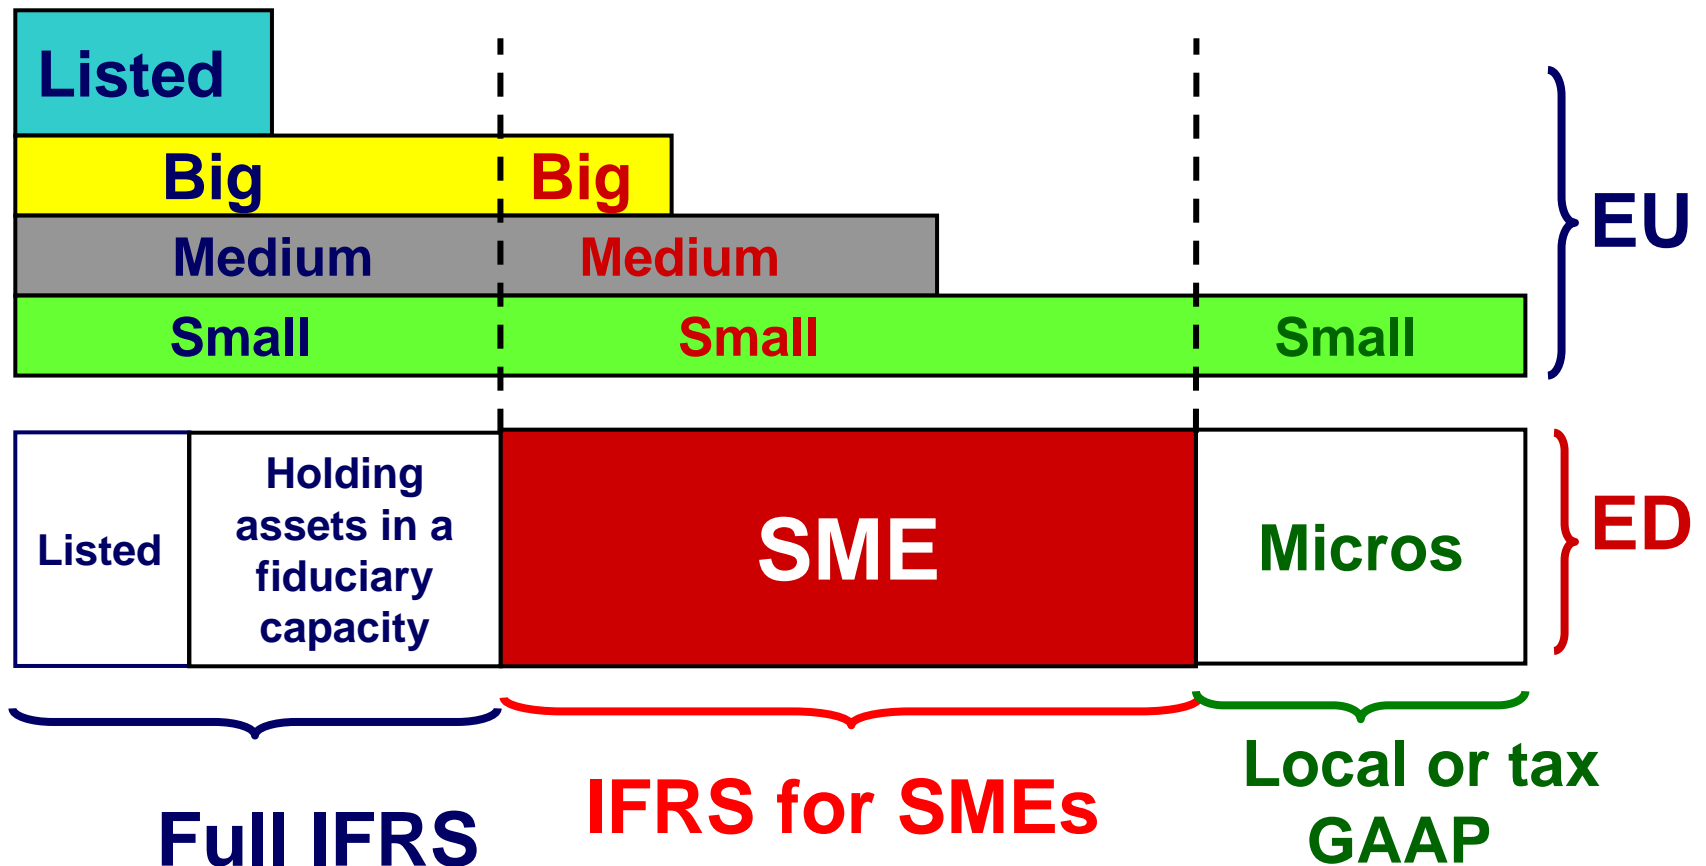 Listed
Big Big
Medium Medium
Small Small Small
EU
Listed
Holding
assets in a
fiduciary
capacity
SME
Micros
ED
Full IFRS
IFRS for SMEs
Local or tax
GAAP